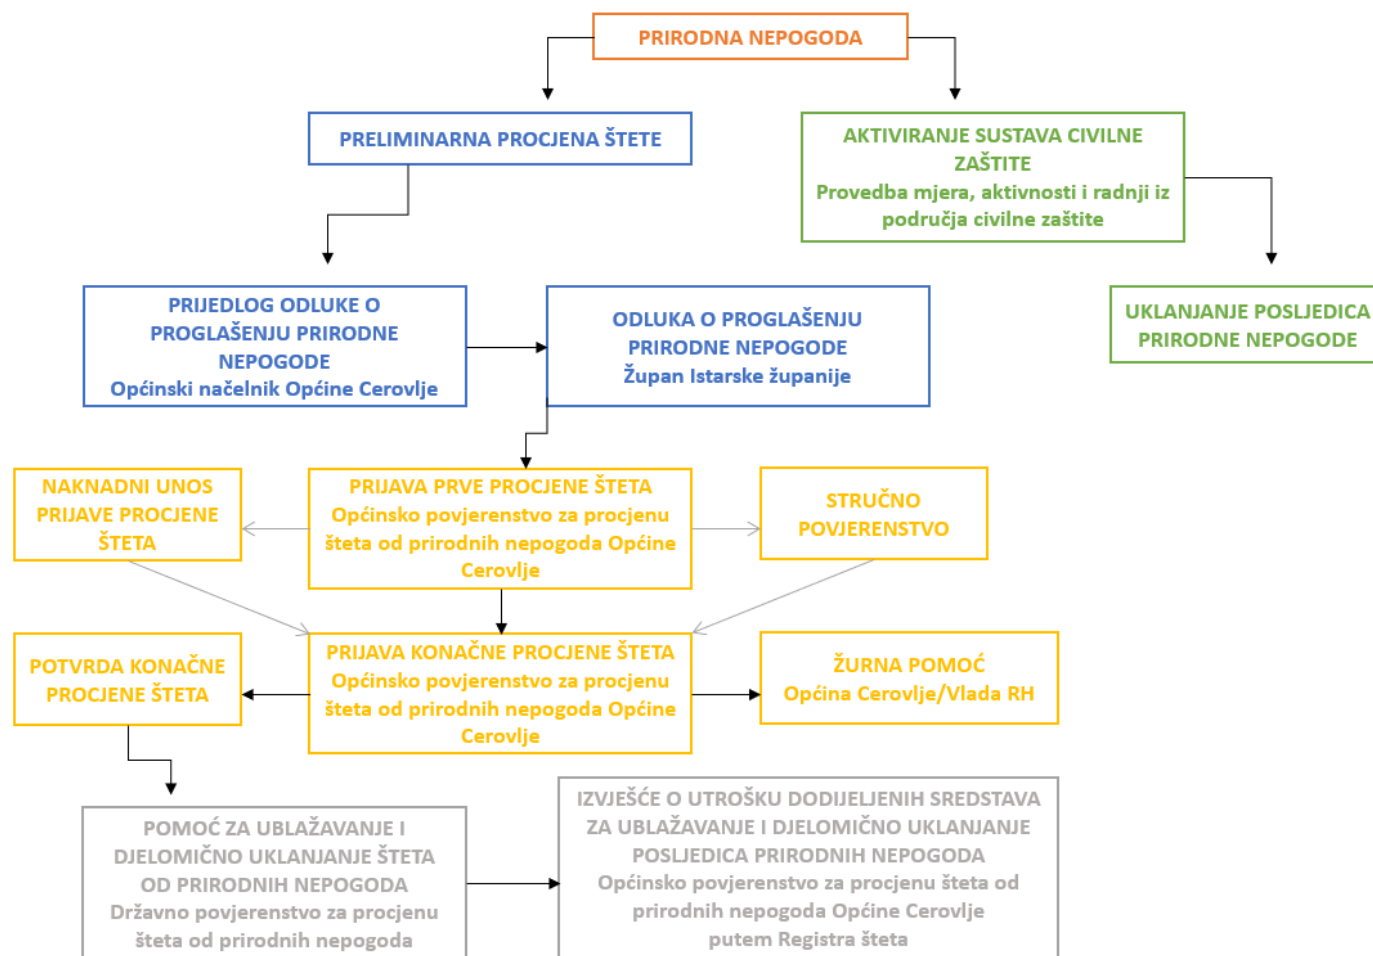 PRIRODNA NEPOGODA
PRELIMINARNA PROCJENA ŠTETE
AKTIVIRANJE SUSTAVA CIVILNE
ZAŠTITE
Provedba mjera, aktivnosti i radnji iz
područja civilne zaštite
PRIJEDLOG ODLUKE O
PROGLAŠENJU PRIRODNE
NEPOGODE
Općinski načelnik Općine Cerovlje
ODLUKA O PROGLAŠENJU
PRIRODNE NEPOGODE
Župan Istarske županije
UKLANJANJE POSLJEDICA
PRIRODNE NEPOGODE
NAKNADNI UNOS
PRIJAVE PROCJENE
ŠTETA
PRIJAVA PRVE PROCJENE ŠTETA
Općinsko povjerenstvo za procjenu
šteta od prirodnih nepogoda Općine
Cerovlje
STRUČNO
POVJERENSTVO
POTVRDA KONAČNE
PROCJENE ŠTETA
PRIJAVA KONAČNE PROCJENE ŠTETA
Općinsko povjerenstvo za procjenu
šteta od prirodnih nepogoda Općine
Cerovlje
ŽURNA POMOĆ
Općina Cerovlje/Vlada RH
POMOĆ ZA UBLAŽAVANJE I
DJELOMIČNO UKLANJANJE ŠTETA
OD PRIRODNIH NEPOGODA
Državno povjerenstvo za procjenu
šteta od prirodnih nepogoda
IZVJEŠĆE O UTROŠKU DODIJELJENIH SREDSTAVA
ZA UBLAŽAVANJE I DJELOMIČNO UKLANJANJE
POSLJEDICA PRIRODNIH NEPOGODA
Općinsko povjerenstvo za procjenu šteta od
prirodnih nepogoda Općine Cerovlje
putem Registra šteta